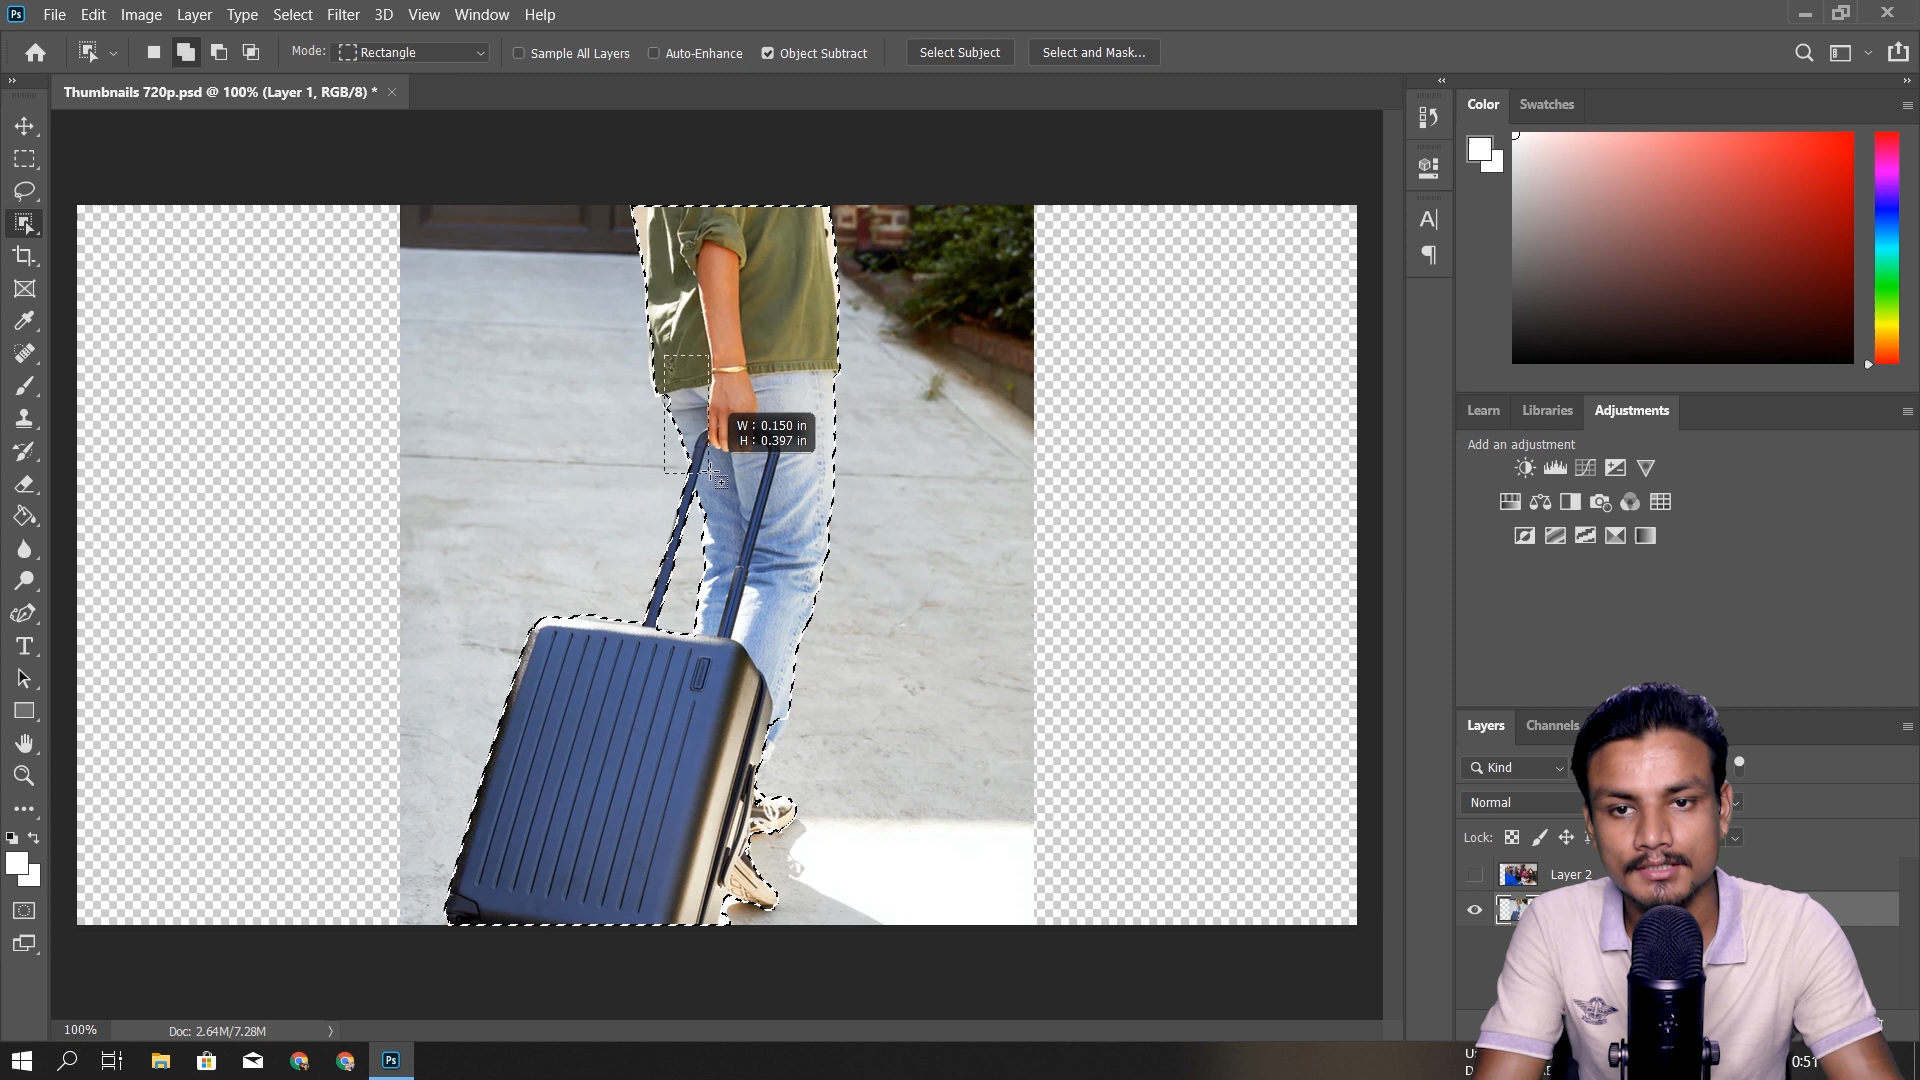 Ps File Edit Image Layer Type Select Filter 3D View Window Help
Mode: Rectangle Sample All Layers Auto-Enhance Object Subtract Select Subject Select and Mask...
Thumbnails 720p.psd @ 100% (Layer 1, RGB/8) *
Color Swatches
W : 0.150 in
H : 0.397 in
Learn Libraries Adjustments
Add an adjustment
Layers Channels
Kind
Normal
Lock:
Layer 2
100% Doc: 2.64M/7.28M
Ps
0:51